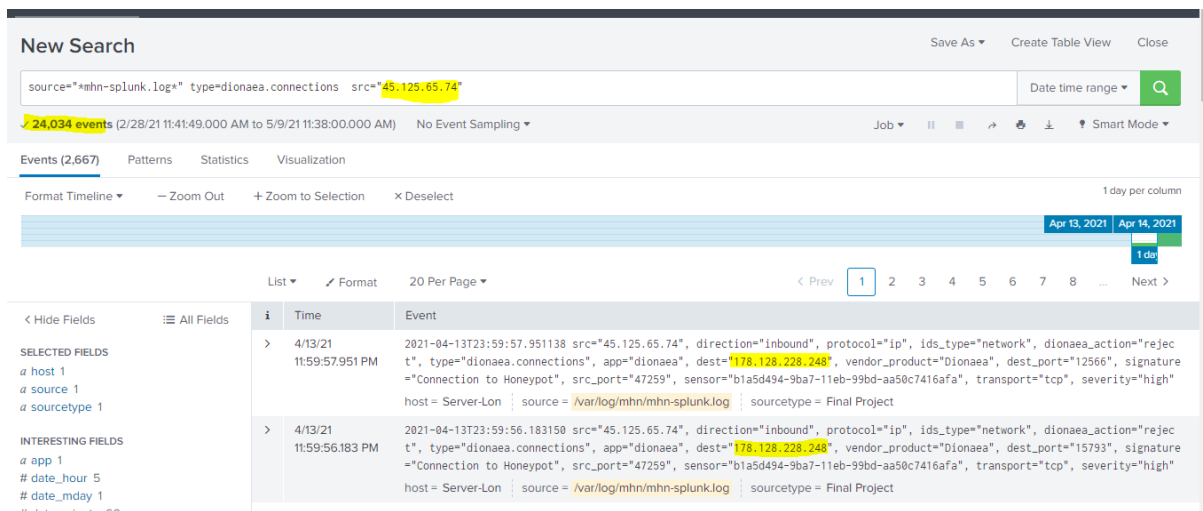 New Search
Save As ▾ Create Table View Close
source="*mhn-splunk.log*" type=dionaea.connections src="45.125.65.74"
Date time range ▾
✓ 24,034 events (2/28/21 11:41:49.000 AM to 5/9/21 11:38:00.000 AM) No Event Sampling ▾
Job ▾ Smart Mode ▾
Events (2,667) Patterns Statistics Visualization
Format Timeline ▾ — Zoom Out + Zoom to Selection × Deselect
1 day per column
Apr 13, 2021 Apr 14, 2021
1 day
List ▾ Format 20 Per Page ▾
< Prev 1 2 3 4 5 6 7 8 ... Next >
< Hide Fields All Fields
i Time Event
SELECTED FIELDS
a host 1
a source 1
a sourcetype 1
INTERESTING FIELDS
a app 1
# date_hour 5
# date_mday 1
> 4/13/21
11:59:57.951 PM
2021-04-13T23:59:57.951138 src="45.125.65.74", direction="inbound", protocol="ip", ids_type="network", dionaea_action="rejec
t", type="dionaea.connections", app="dionaea", dest="178.128.228.248", vendor_product="Dionaea", dest_port="12566", signature
="Connection to Honeypot", src_port="47259", sensor="b1a5d494-9ba7-11eb-99bd-aa50c7416afa", transport="tcp", severity="high"
host = Server-Lon source = /var/log/mhn/mhn-splunk.log sourcetype = Final Project
> 4/13/21
11:59:56.183 PM
2021-04-13T23:59:56.183150 src="45.125.65.74", direction="inbound", protocol="ip", ids_type="network", dionaea_action="rejec
t", type="dionaea.connections", app="dionaea", dest="178.128.228.248", vendor_product="Dionaea", dest_port="15793", signature
="Connection to Honeypot", src_port="47259", sensor="b1a5d494-9ba7-11eb-99bd-aa50c7416afa", transport="tcp", severity="high"
host = Server-Lon source = /var/log/mhn/mhn-splunk.log sourcetype = Final Project